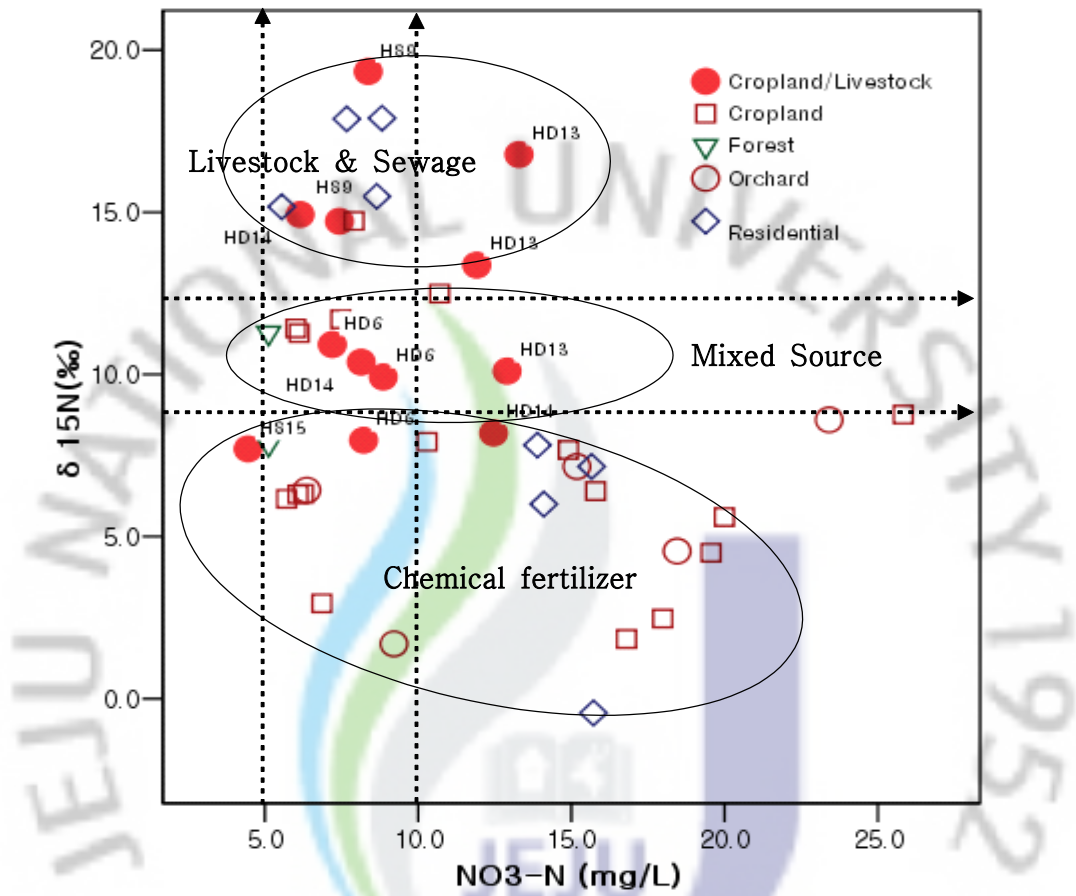 20.0
15.0
10.0
5.0
0.0
δ 15N(‰)
5.0
10.0
15.0
20.0
25.0
NO3-N (mg/L)
Cropland/Livestock
Cropland
Forest
Orchard
Residential
HS9
HD13
Livestock & Sewage
HS9
HD14
HD13
HD6
HD6
HD13
HD14
Mixed Source
HD14
HD6
HS15
Chemical fertilizer
JEJU NATIONAL UNIVERSITY 1952
JEJU